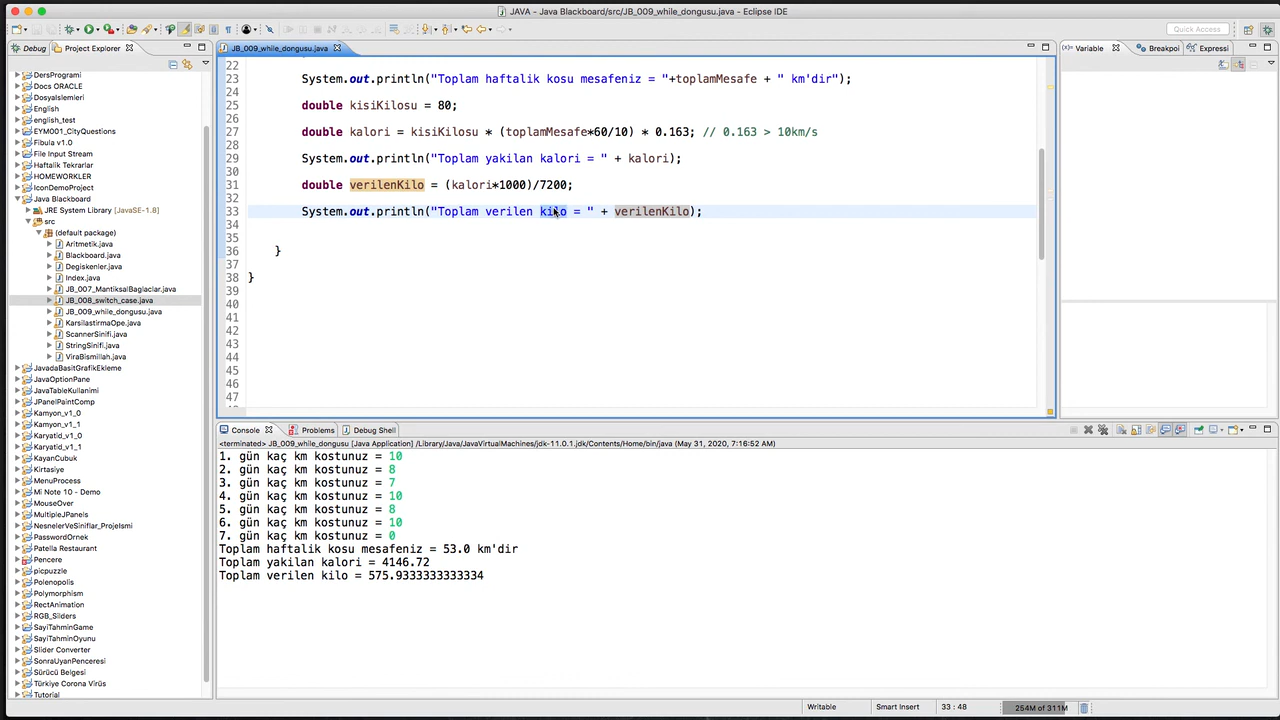 JAVA - Java Blackboard/src/JB_009_while_dongusu.java - Eclipse IDE
Quick Access
Debug
Project Explorer
DersProgrami
Docs ORACLE
Dosyaislemleri
English
english_test
EYM001_CityQuestions
Fibula v1.0
File Input Stream
Haftalik Tekrarlar
HOMEWORKLER
IconDemoProject
Java Blackboard
JRE System Library [JavaSE-1.8]
src
(default package)
Aritmetik.java
Blackboard.java
Degiskenler.java
Index.java
JB_007_MantiksalBaglaclar.java
JB_008_switch_case.java
JB_009_while_dongusu.java
KarsilastirmaOpe.java
ScannerSinifi.java
StringSinifi.java
ViraBismillah.java
JavadaBasitGrafikEkleme
JavaOptionPane
JavaTableKullanimi
JPanelPaintComp
Kamyon_v1_0
Kamyon_v1_1
Karyatid_v1_0
Karyatid_v1_1
KayanCubuk
Kirtasiye
MenuProcess
Mi Note 10 - Demo
MouseOver
MultipleJPanels
NesnelerVeSiniflar_Projelsmi
PasswordOrnek
Patella Restaurant
Pencere
picpuzzle
Polenopolis
Polymorphism
RectAnimation
RGB_Sliders
SayiTahminGame
SayiTahminOyunu
Slider Converter
SonraUyanPenceresi
Sürücü Belgesi
Türkiye Corona Virüs
Tutorial
JB_009_while_dongusu.java
22
23 System.out.println("Toplam haftalik kosu mesafeniz = "+toplamMesafe + " km'dir");
24
25 double kisiKilosu = 80;
26
27 double kalori = kisiKilosu * (toplamMesafe*60/10) * 0.163; // 0.163 > 10km/s
28
29 System.out.println("Toplam yakilan kalori = " + kalori);
30
31 double verilenKilo = (kalori*1000)/7200;
32
33 System.out.println("Toplam verilen kilo = " + verilenKilo);
34
35
36 }
37
38 }
39
40
41
42
43
44
45
46
47
Variable
Breakpoi
Expressi
Console
Problems
Debug Shell
<terminated> JB_009_while_dongusu [Java Application] /Library/Java/JavaVirtualMachines/jdk-11.0.1.jdk/Contents/Home/bin/java (May 31, 2020, 7:16:52 AM)
1. gün kaç km kostunuz = 10
2. gün kaç km kostunuz = 8
3. gün kaç km kostunuz = 7
4. gün kaç km kostunuz = 10
5. gün kaç km kostunuz = 8
6. gün kaç km kostunuz = 10
7. gün kaç km kostunuz = 0
Toplam haftalik kosu mesafeniz = 53.0 km'dir
Toplam yakilan kalori = 4146.72
Toplam verilen kilo = 575.9333333333334
Writable
Smart Insert
33 : 48
254M of 311M